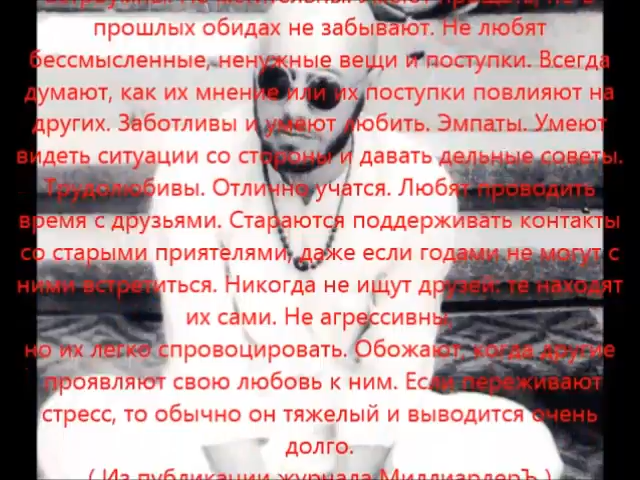 прошлых обидах не забывают. Не любят
бессмысленные, ненужные вещи и поступки. Всегда
думают, как их мнение или их поступки повлияют на
других. Заботливы и умеют любить. Эмпаты. Умеют
видеть ситуации со стороны и давать дельные советы.
Трудолюбивы. Отлично учатся. Любят проводить
время с друзьями. Стараются поддерживать контакты
со старыми приятелями, даже если годами не могут с
ними встретиться. Никогда не ищут друзей: те находят
их сами. Не агрессивны,
но их легко спровоцировать. Обожают, когда другие
проявляют свою любовь к ним. Если переживают
стресс, то обычно он тяжелый и выводится очень
долго.
( Из публикации журнала МиллиардерЪ )